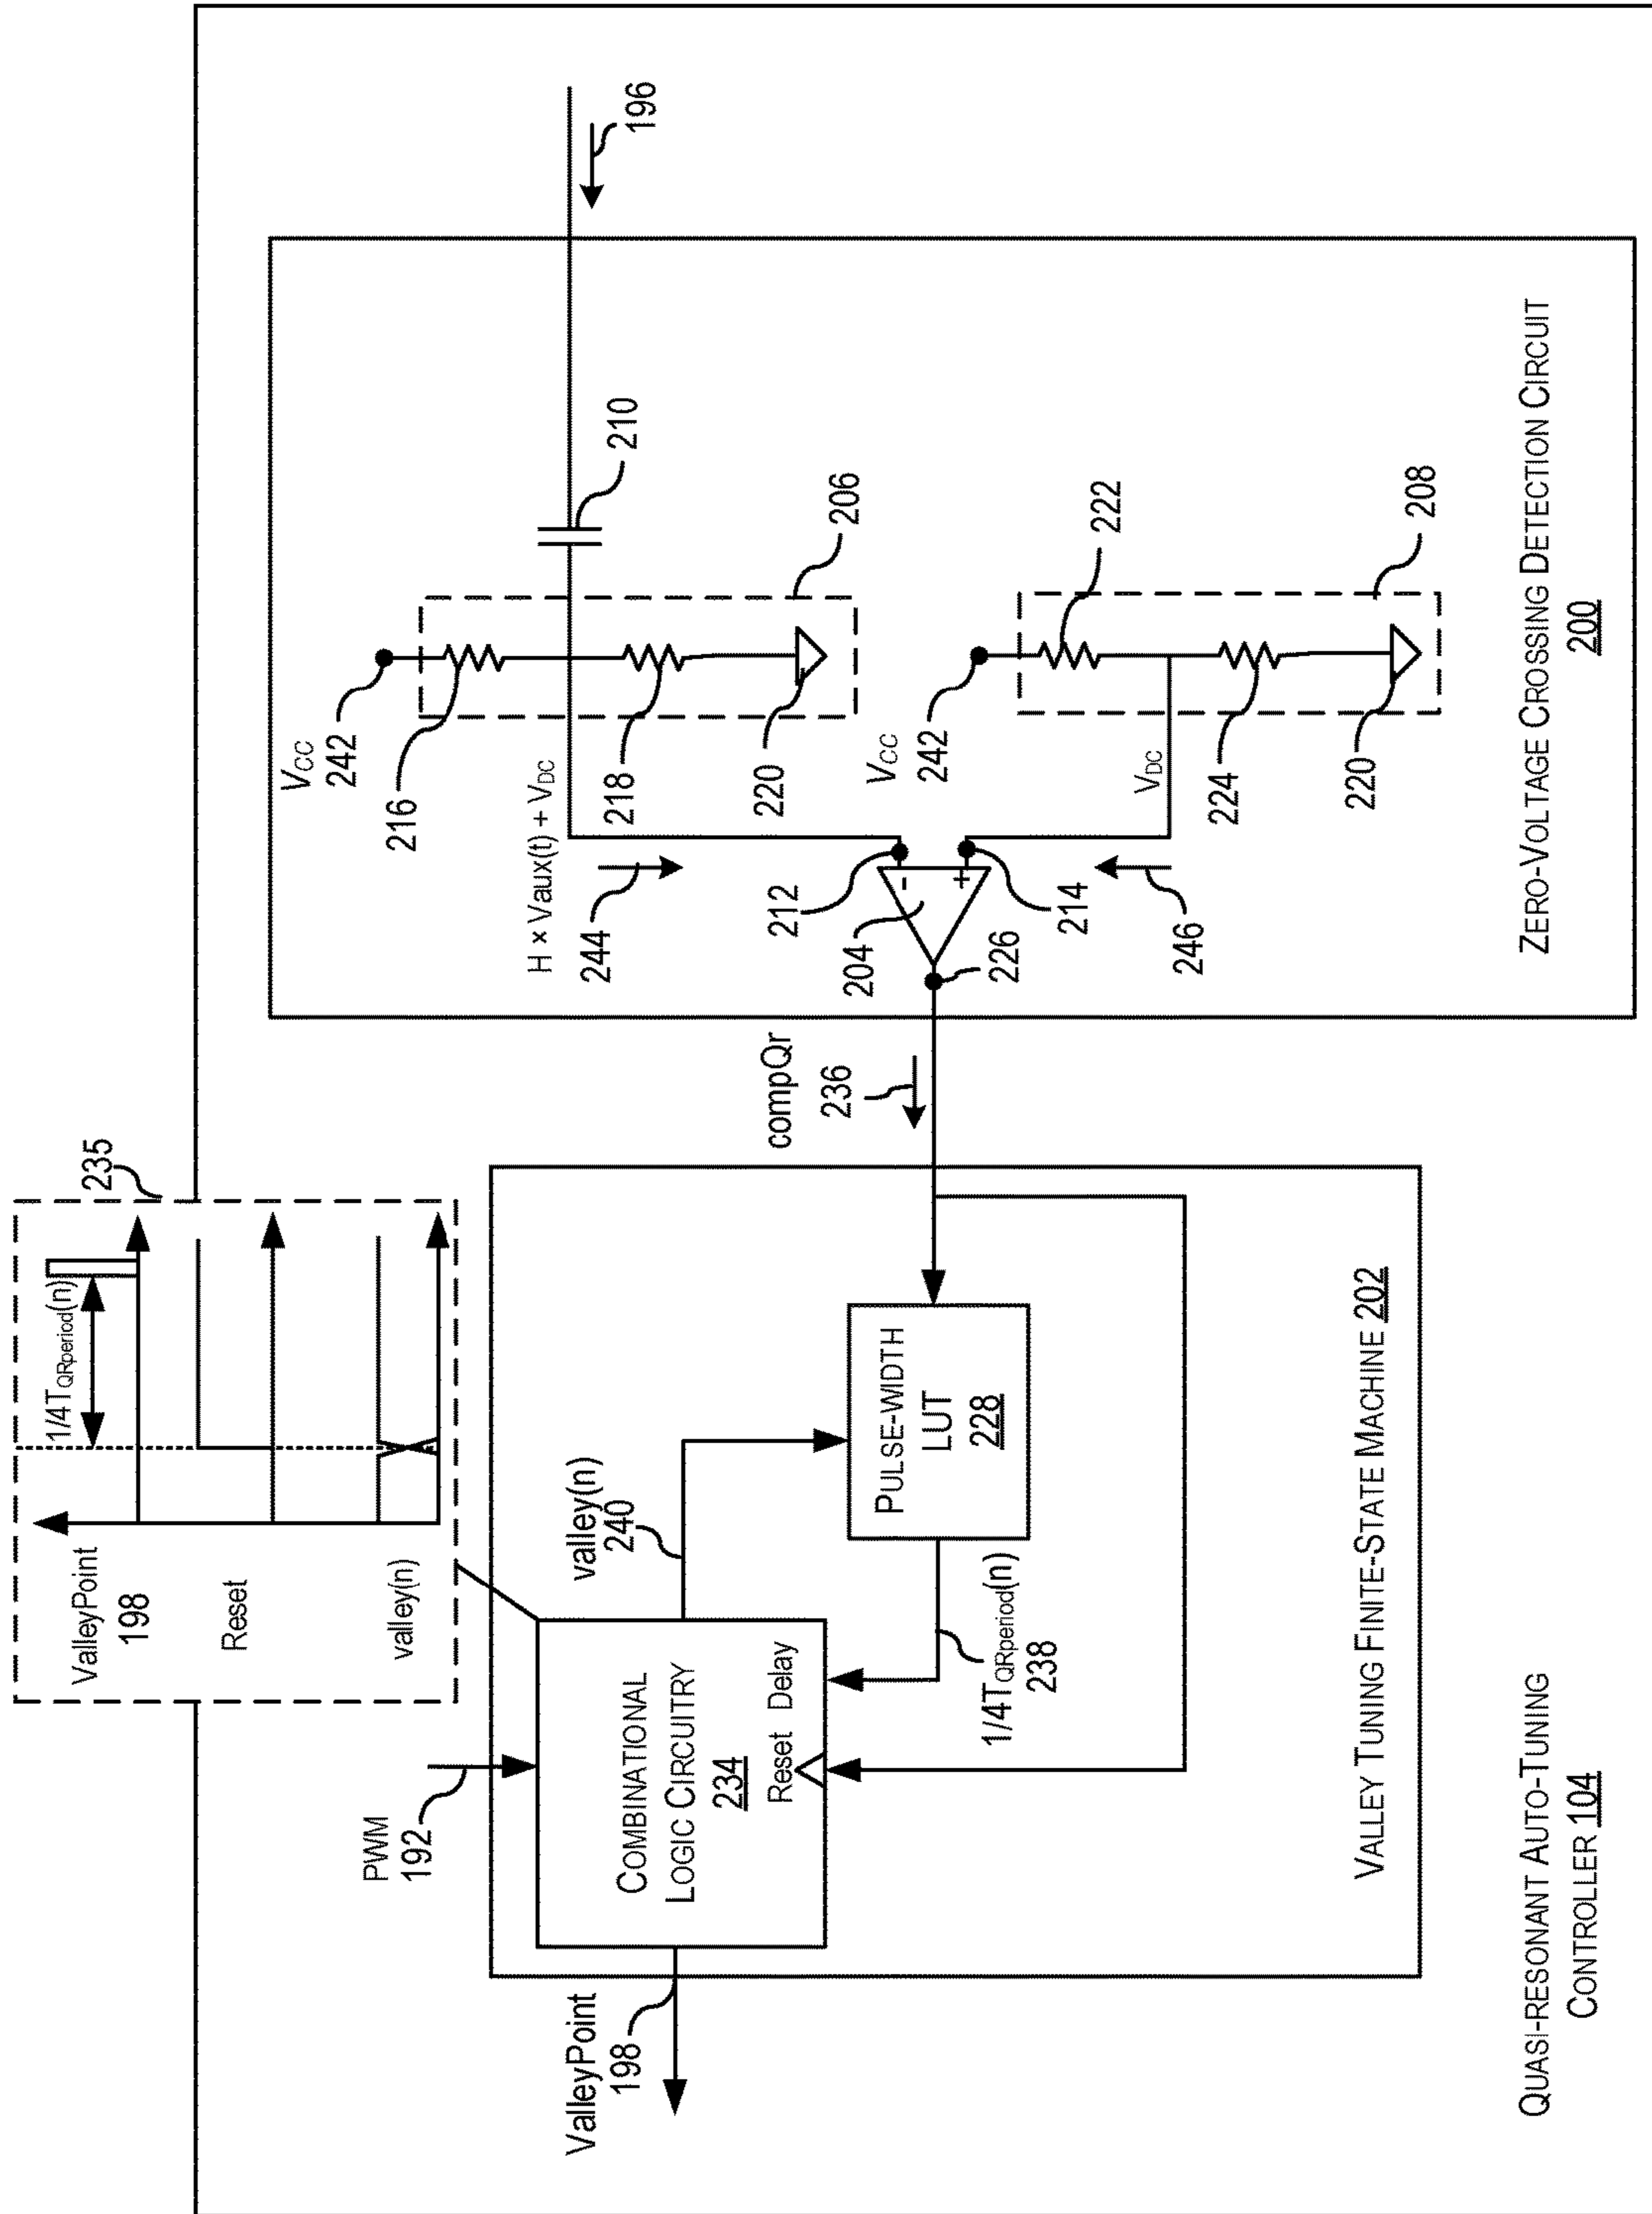 235
ValleyPoint
198
1/4TQRperiod(n)
Reset
valley(n)
PWM
192
ValleyPoint
198
COMBINATIONAL
LOGIC CIRCUITRY
234
Reset
Delay
valley(n)
240
1/4TQRperiod(n)
238
PULSE-WIDTH
LUT
228
VALLEY TUNING FINITE-STATE MACHINE 202
compQr
236
VCC
242
216
H × Vaux(t) + VDC
244
218
220
210
206
196
212
204
-
+
226
214
246
VCC
242
VDC
222
224
220
208
ZERO-VOLTAGE CROSSING DETECTION CIRCUIT
200
QUASI-RESONANT AUTO-TUNING
CONTROLLER 104